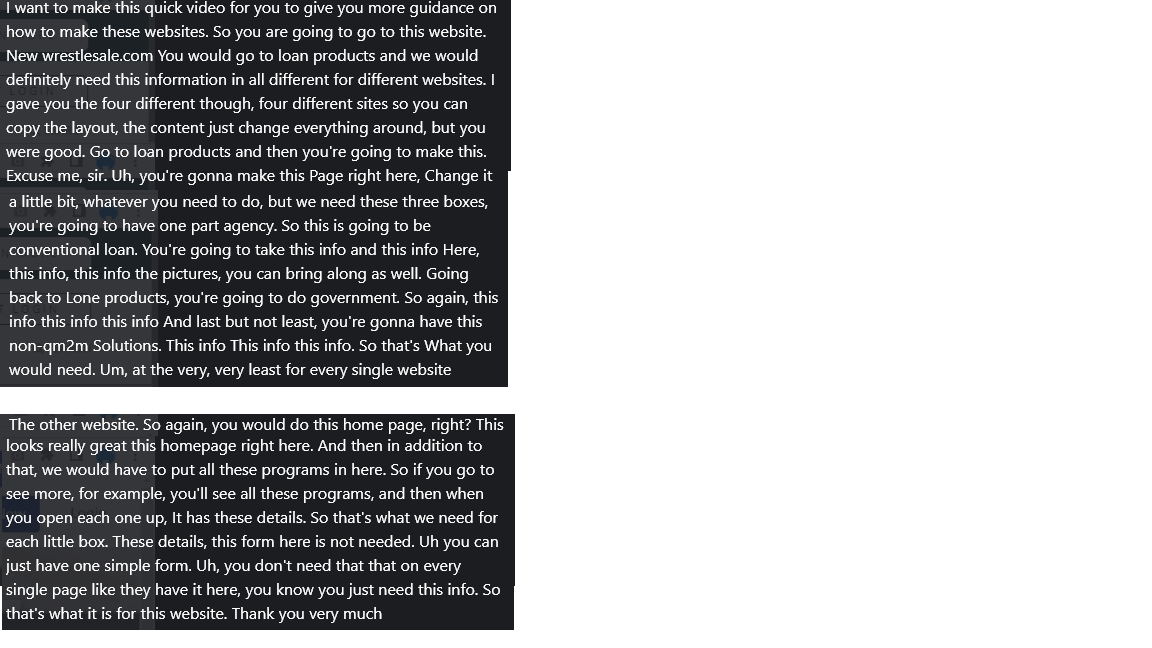 I want to make this quick video for you to give you more guidance on
how to make these websites. So you are going to go to this website.
New wrestlesale.com You would go to loan products and we would
definitely need this information in all different for different websites. I
gave you the four different though, four different sites so you can
copy the layout, the content just change everything around, but you
were good. Go to loan products and then you're going to make this.
Excuse me, sir. Uh, you're gonna make this Page right here, Change it
a little bit, whatever you need to do, but we need these three boxes,
you're going to have one part agency. So this is going to be
conventional loan. You're going to take this info and this info Here,
this info, this info the pictures, you can bring along as well. Going
back to Lone products, you're going to do government. So again, this
info this info this info And last but not least, you're gonna have this
non-qm2m Solutions. This info This info this info. So that's What you
would need. Um, at the very, very least for every single website
The other website. So again, you would do this home page, right? This
looks really great this homepage right here. And then in addition to
that, we would have to put all these programs in here. So if you go to
see more, for example, you'll see all these programs, and then when
you open each one up, It has these details. So that's what we need for
each little box. These details, this form here is not needed. Uh you can
just have one simple form. Uh, you don't need that that on every
single page like they have it here, you know you just need this info. So
that's what it is for this website. Thank you very much